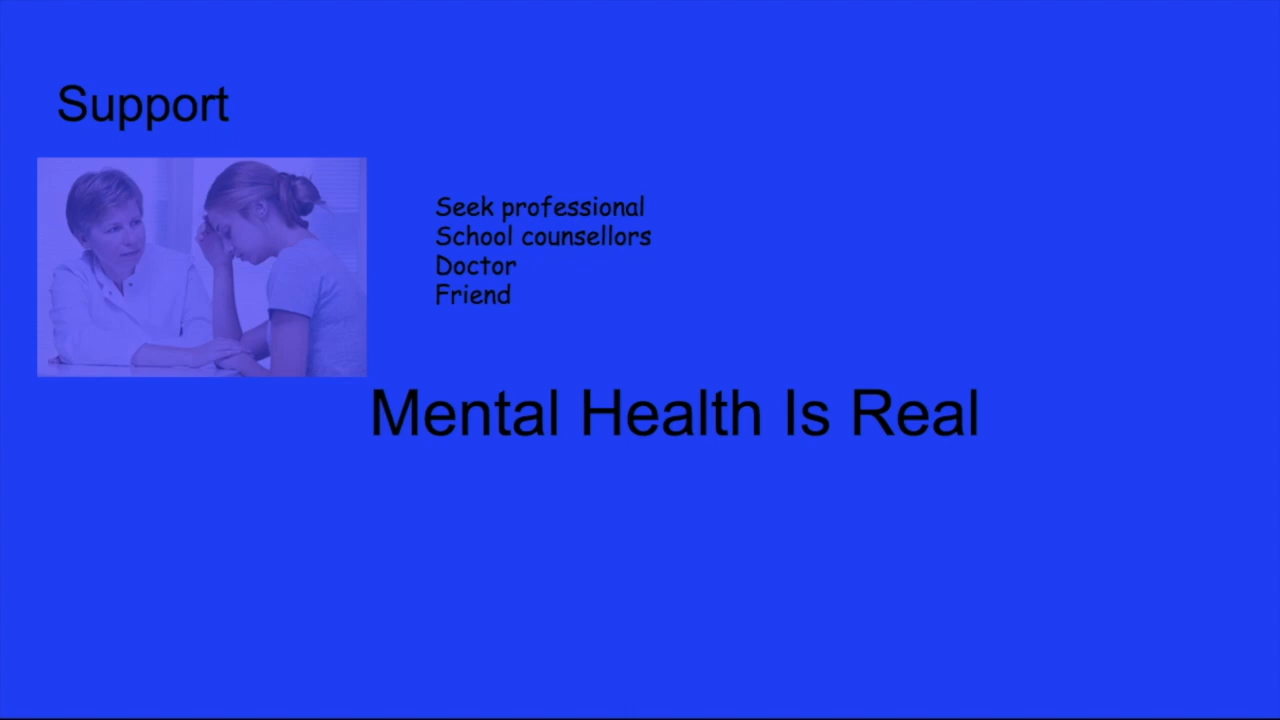 Support
Seek professional
School counsellors
Doctor
Friend
Mental Health Is Real